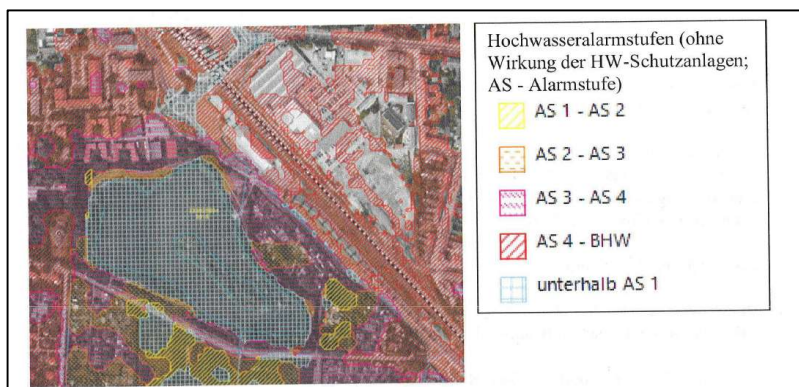 Hochwasseralarmstufen (ohne
Wirkung der HW-Schutzanlagen;
AS - Alarmstufe)
AS 1 - AS 2
AS 2 - AS 3
AS 3 - AS 4
AS 4 - BHW
unterhalb AS 1